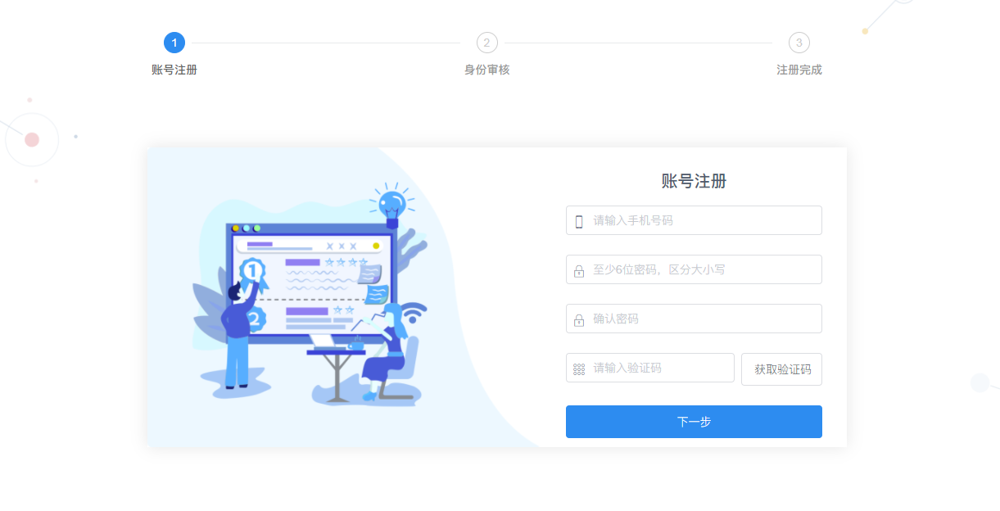 1
2
3
账号注册
身份审核
注册完成
账号注册
请输入手机号码
至少6位密码，区分大小写
确认密码
请输入验证码
获取验证码
下一步
1
2
X X X